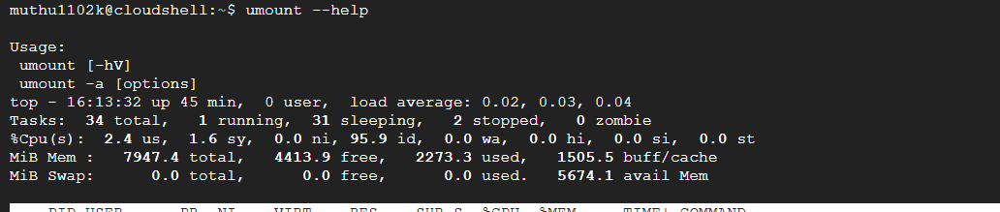 muthu1102k@cloudshell:~$ umount --help
Usage:
umount [-hV]
umount -a [options]
top - 16:13:32 up 45 min,  0 user,  load average: 0.02, 0.03, 0.04
Tasks:  34 total,   1 running,  31 sleeping,   2 stopped,   0 zombie
%Cpu(s):  2.4 us,  1.6 sy,  0.0 ni, 95.9 id,  0.0 wa,  0.0 hi,  0.0 si,  0.0 st
MiB Mem :   7947.4 total,   4413.9 free,   2273.3 used,   1505.5 buff/cache
MiB Swap:      0.0 total,      0.0 free,      0.0 used.   5674.1 avail Mem
PID USER      PR  NI    VIRT    RES    SHR S  %CPU  %MEM     TIME+ COMMAND